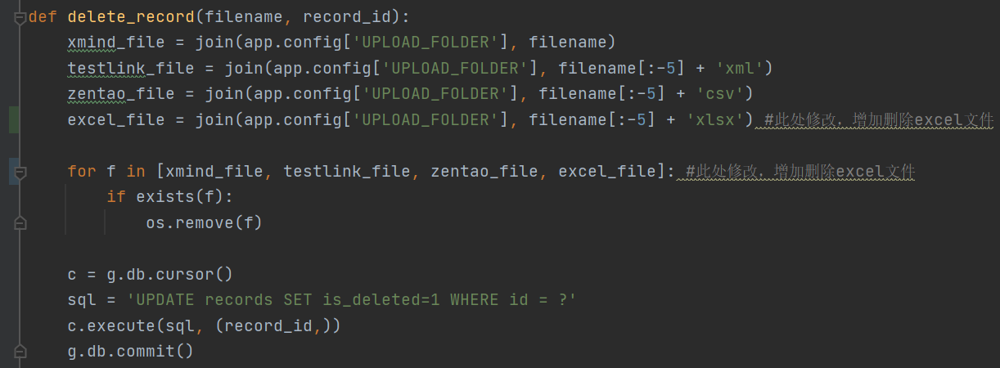 def delete_record(filename, record_id):
    xmind_file = join(app.config['UPLOAD_FOLDER'], filename)
    testlink_file = join(app.config['UPLOAD_FOLDER'], filename[:-5] + 'xml')
    zentao_file = join(app.config['UPLOAD_FOLDER'], filename[:-5] + 'csv')
    excel_file = join(app.config['UPLOAD_FOLDER'], filename[:-5] + 'xlsx') #此处修改，增加删除excel文件
    for f in [xmind_file, testlink_file, zentao_file, excel_file]: #此处修改，增加删除excel文件
        if exists(f):
            os.remove(f)
    c = g.db.cursor()
    sql = 'UPDATE records SET is_deleted=1 WHERE id = ?'
    c.execute(sql, (record_id,))
    g.db.commit()